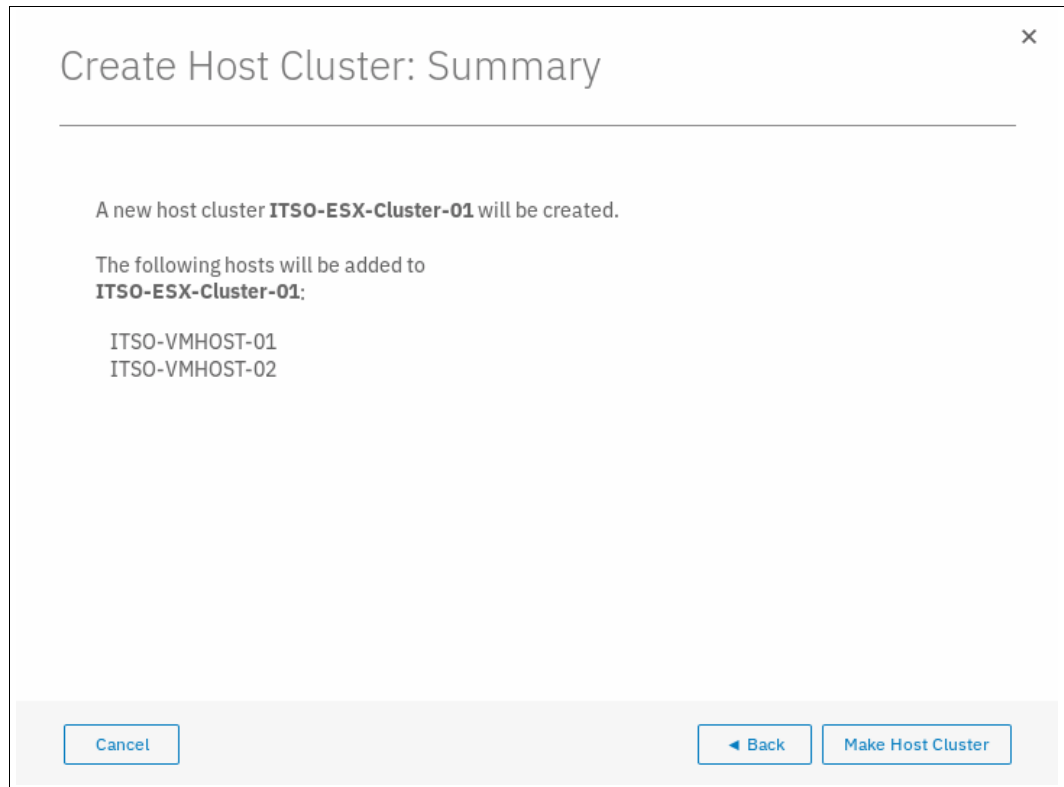 Create Host Cluster: Summary
A new host cluster ITSO-ESX-Cluster-01 will be created.
The following hosts will be added to
ITSO-ESX-Cluster-01:
ITSO-VMHOST-01
ITSO-VMHOST-02
Cancel
◄ Back
Make Host Cluster